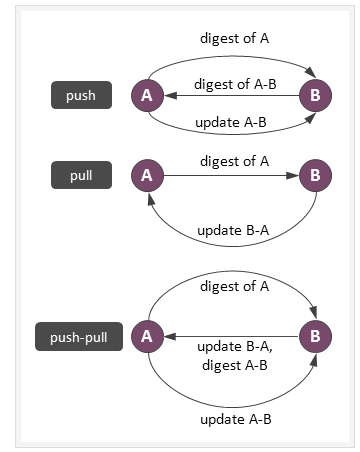 digest of A
push
A
digest of A-B
B
update A-B
pull
A
digest of A
B
update B-A
digest of A
push-pull
A
B
update B-A,
digest A-B
update A-B